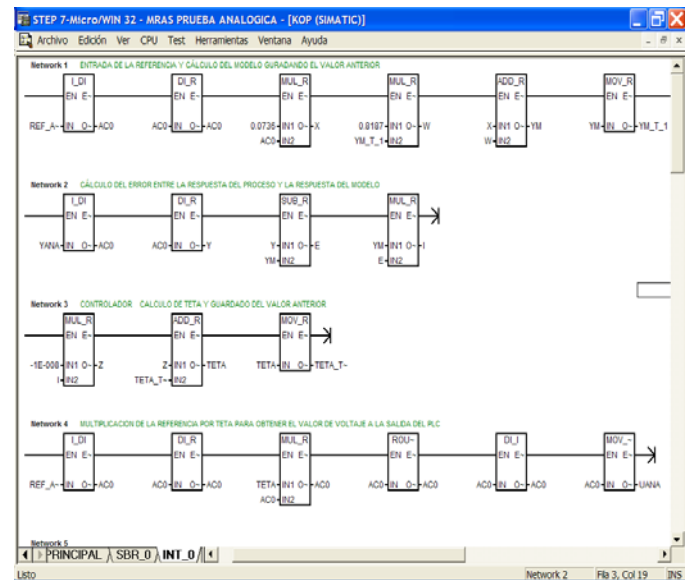 STEP 7-Micro/WIN 32 - MRAS PRUEBA ANALOGICA - [KOP (SIMATIC)]
Archivo Edición Ver CPU Test Herramientas Ventana Ayuda
Network 1 ENTRADA DE LA REFERENCIA Y CÁLCULO DEL MODELO GURADANDO EL VALOR ANTERIOR
I_DI DI_R MUL_R MUL_R ADD_R MOV_R
EN E~ EN E~ EN E~ EN E~ EN E~ EN E~
REF_A~ IN O~ AC0 AC0 IN O~ AC0 0.0735 IN1 O~ X 0.8187 IN1 O~ W X IN1 O~ YM YM IN O~ YM_T_1
AC0 IN2 YM_T_1 IN2 W IN2
Network 2 CÁLCULO DEL ERROR ENTRE LA RESPUESTA DEL PROCESO Y LA RESPUESTA DEL MODELO
I_DI DI_R SUB_R MUL_R
EN E~ EN E~ EN E~ EN E~
YANA IN O~ AC0 AC0 IN O~ Y Y IN1 O~ E YM IN1 O~ I
YM IN2 E IN2
Network 3 CONTROLADOR CALCULO DE TETA Y GUARDADO DEL VALOR ANTERIOR
MUL_R ADD_R MOV_R
EN E~ EN E~ EN E~
-1E-008 IN1 O~ Z Z IN1 O~ TETA TETA IN O~ TETA_T~
I IN2 TETA_T~ IN2
Network 4 MULTIPLICACION DE LA REFERENCIA POR TETA PARA OBTENER EL VALOR DE VOLTAJE A LA SALIDA DEL PLC
I_DI DI_R MUL_R ROU~ DI_I MOV_~
EN E~ EN E~ EN E~ EN E~ EN E~ EN E~
REF_A~ IN O~ AC0 AC0 IN O~ AC0 TETA IN1 O~ AC0 AC0 IN O~ AC0 AC0 IN O~ AC0 AC0 IN O~ UANA
AC0 IN2
Network 5
PRINCIPAL SBR_0 INT_0
Listo Network 2 Fila 3, Col 19 INS